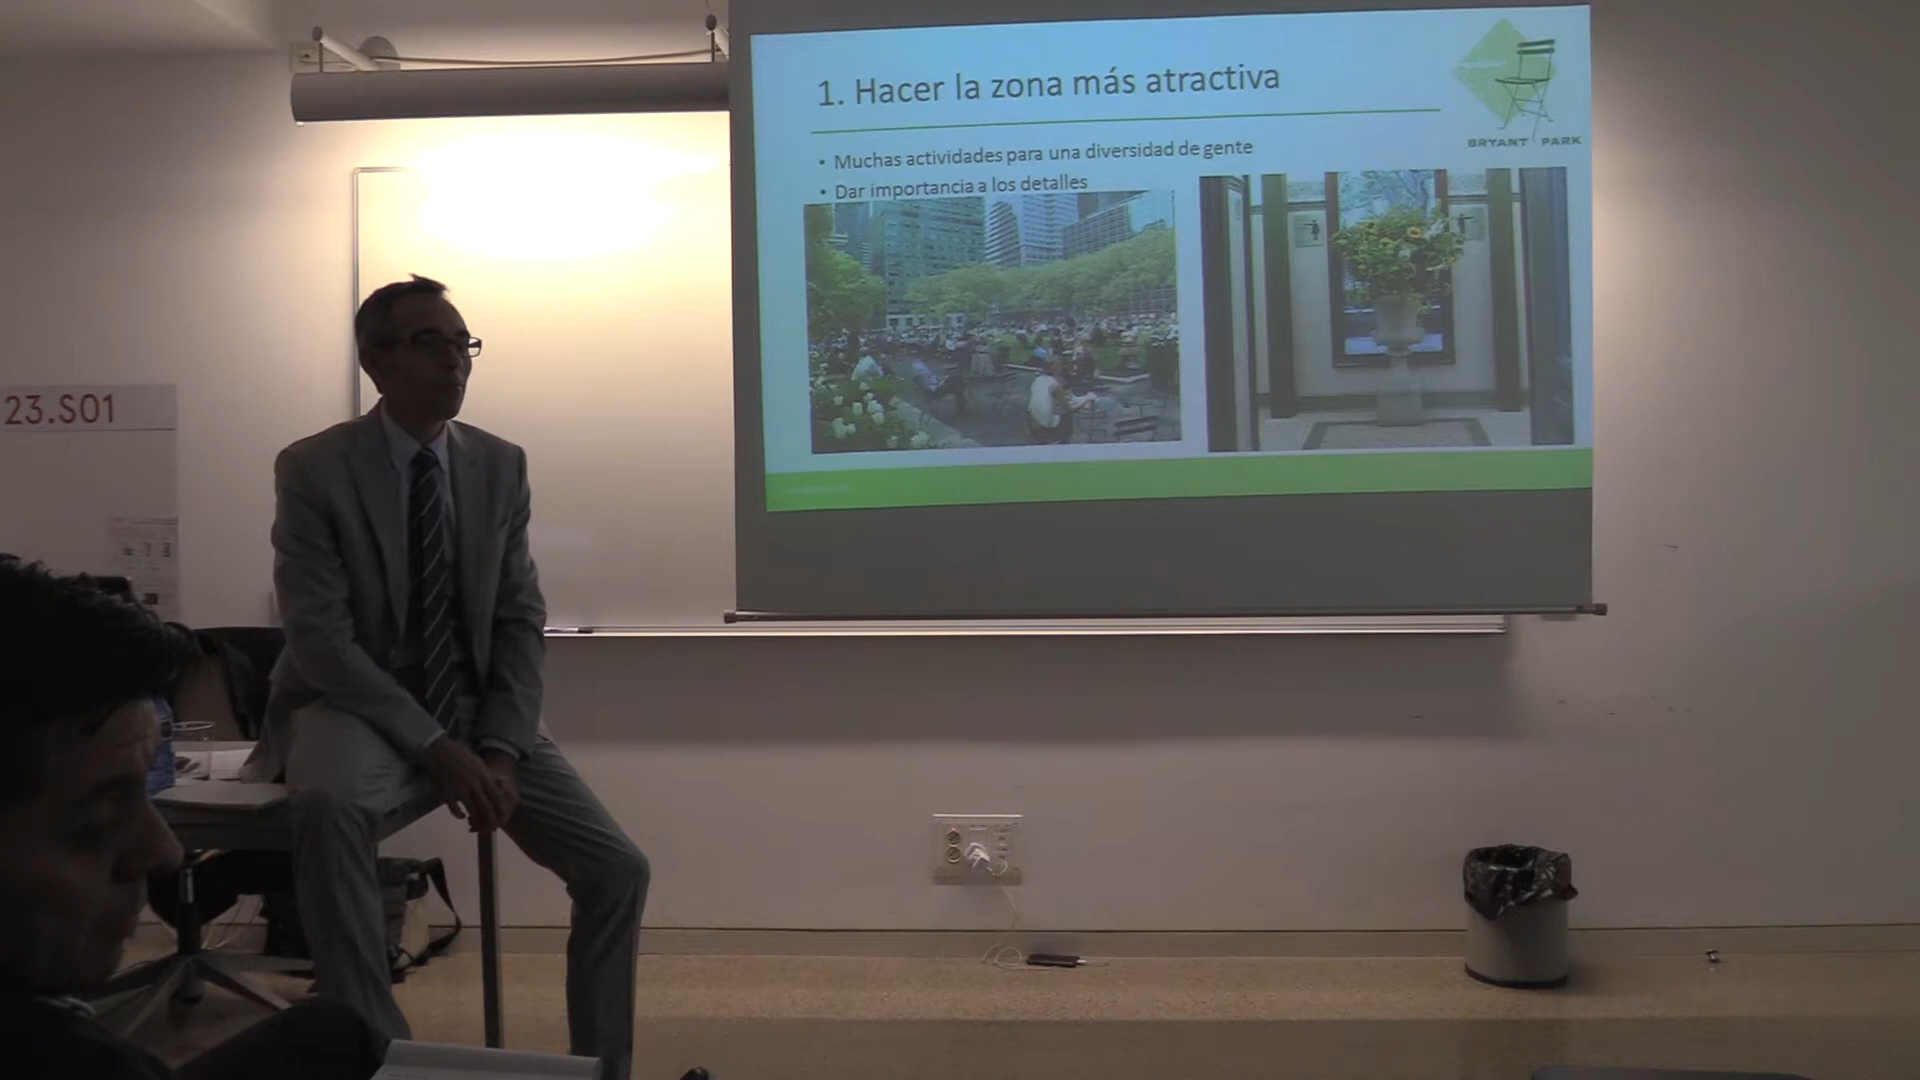 1. Hacer la zona más atractiva
BRYANT PARK
• Muchas actividades para una diversidad de gente
• Dar importancia a los detalles
23.S01